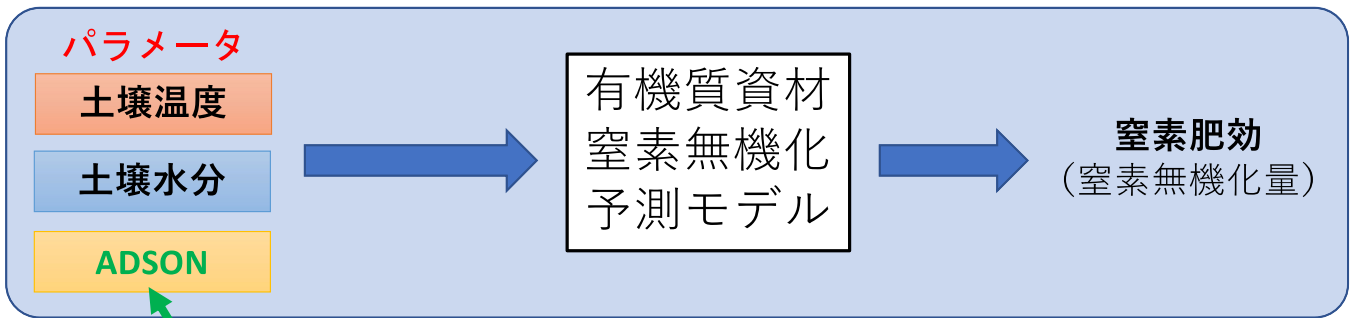 パラメータ
土壌温度
土壌水分
ADSON
有機質資材
窒素無機化
予測モデル
窒素肥効
（窒素無機化量）